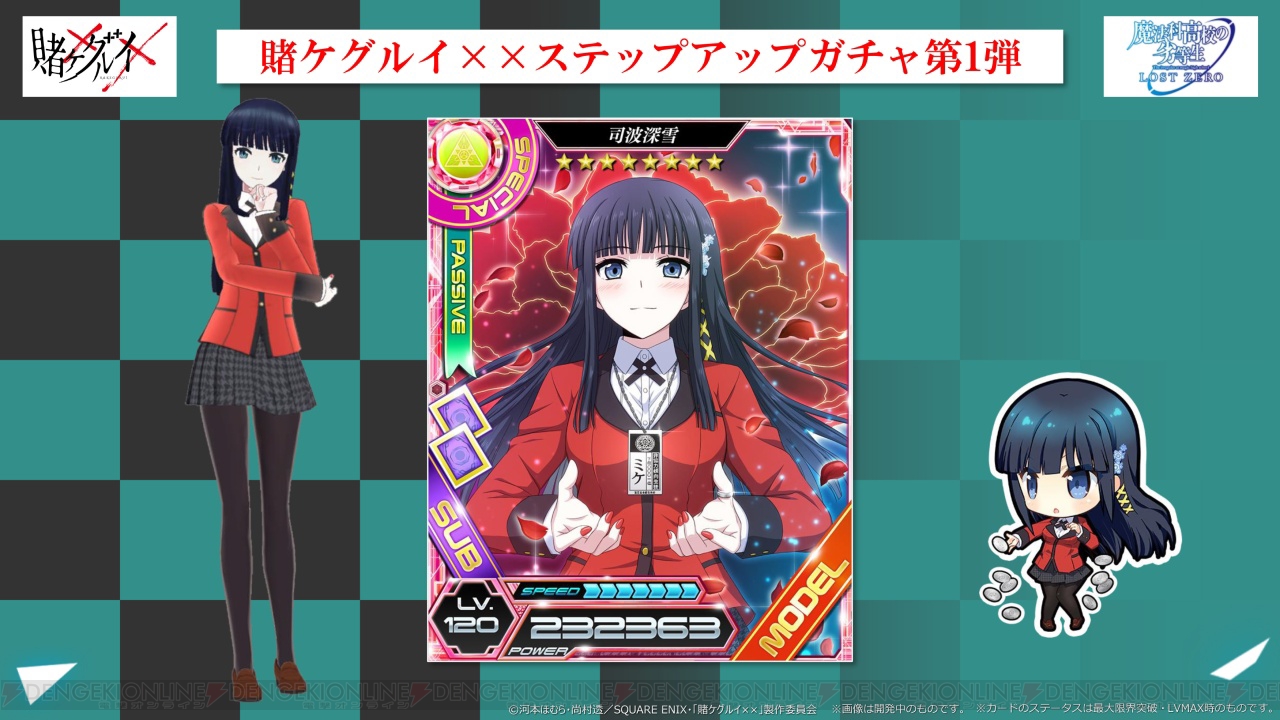 賭ケグルイ××
賭ケグルイ××ステップアップガチャ第1弾
魔法科高校の
劣等生
LOST ZERO
司波深雪
SPECIAL
PASSIVE
ミケ
SUB
MODEL
SPEED
LV.
120
232363
POWER
DENGEKIONLINE DENGEKIONLINE DENGEKIONLINE DENGEKIONLINE DENGEKIONLINE DENGEKIONLINE
©河本ほむら・尚村透／SQUARE ENIX・「賭ケグルイ××」製作委員会 ※画像は開発中のものです。 ※カードのステータスは最大限界突破・LVMAX時のものです。